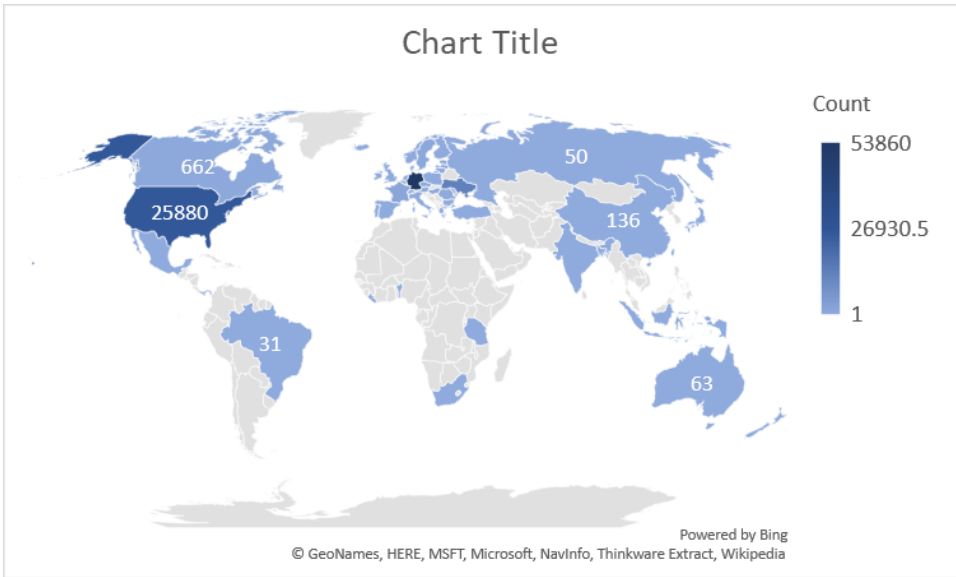 Chart Title
Count
53860
26930.5
1
662
50
25880
136
31
63
Powered by Bing
© GeoNames, HERE, MSFT, Microsoft, NavInfo, Thinkware Extract, Wikipedia